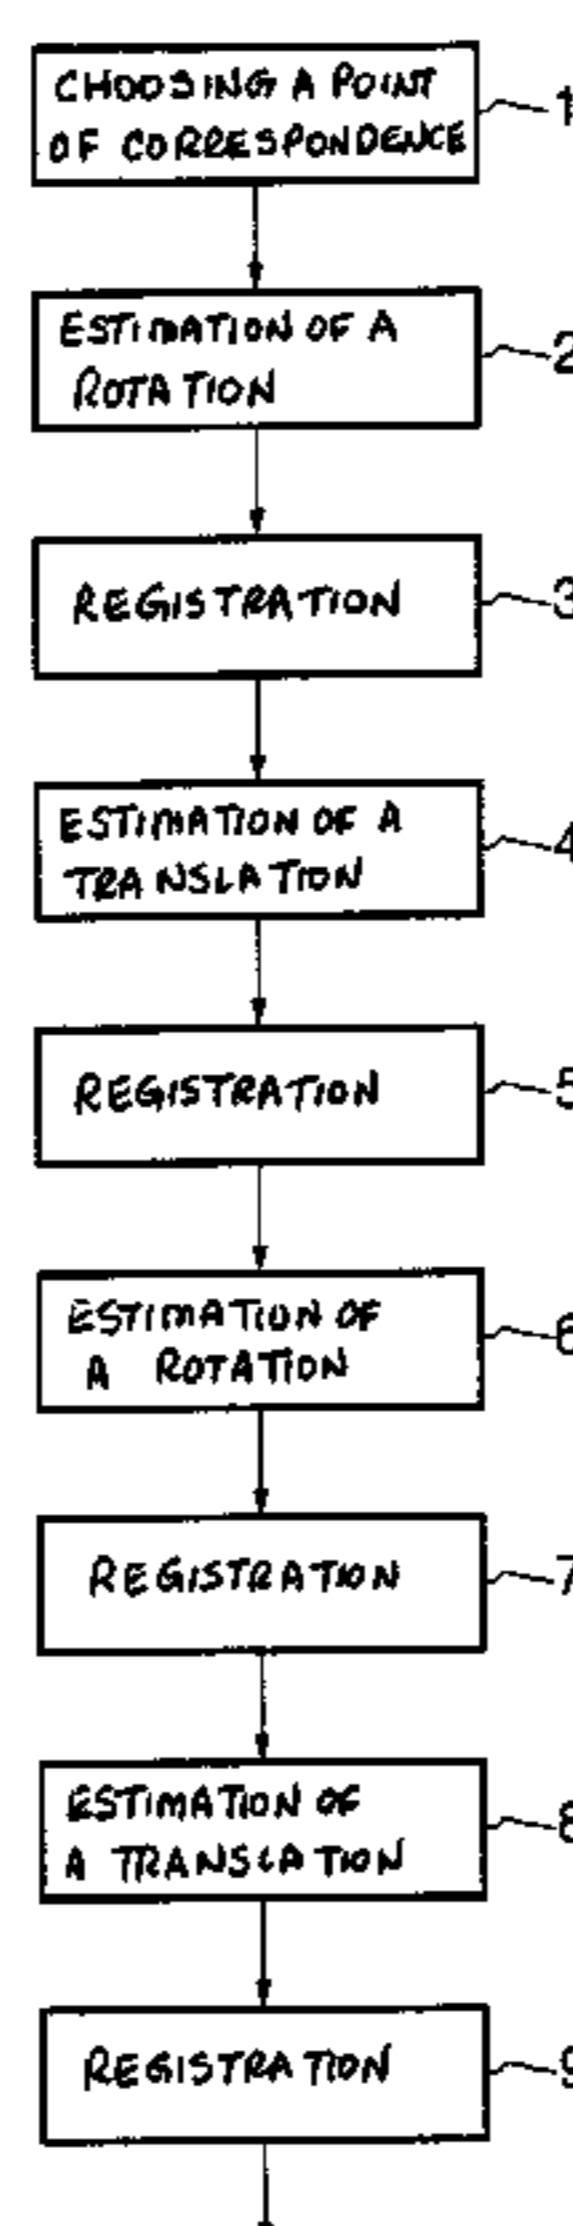 CHOOSING A POINT
OF CORRESPONDENCE
1
ESTIMATION OF A
ROTATION
2
REGISTRATION
3
ESTIMATION OF A
TRANSLATION
4
REGISTRATION
5
ESTIMATION OF
A ROTATION
6
REGISTRATION
7
ESTIMATION OF
A TRANSLATION
8
REGISTRATION
9